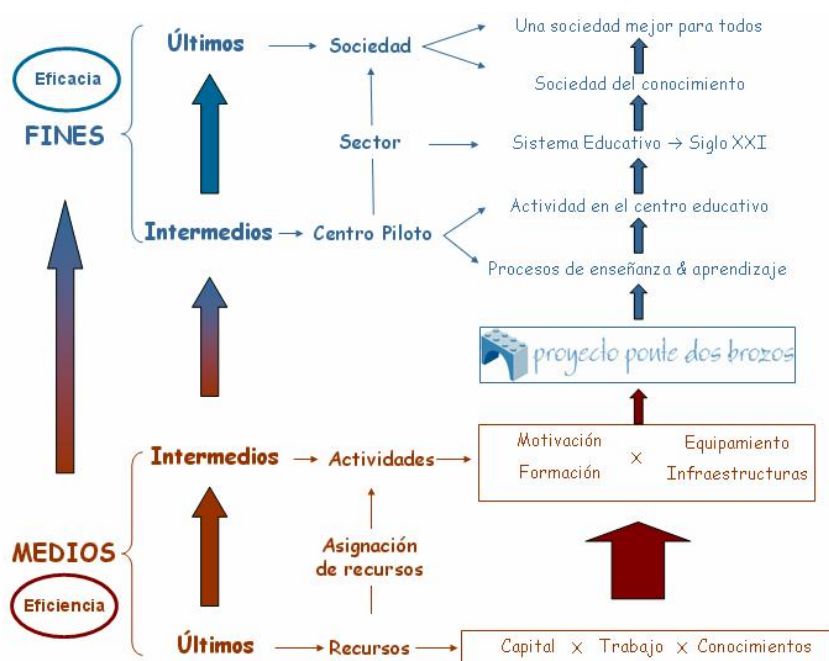 Últimos → Sociedad
Una sociedad mejor para todos
Eficacia
Sociedad del conocimiento
FINES
Sector
Sistema Educativo → Siglo XXI
Actividad en el centro educativo
Intermedios → Centro Piloto
Procesos de enseñanza & aprendizaje
proyecto ponte dos brozos
Motivación x Equipamiento
Formación Infraestructuras
Intermedios → Actividades →
MEDIOS
Asignación
de recursos
Eficiencia
Últimos → Recursos → Capital x Trabajo x Conocimientos